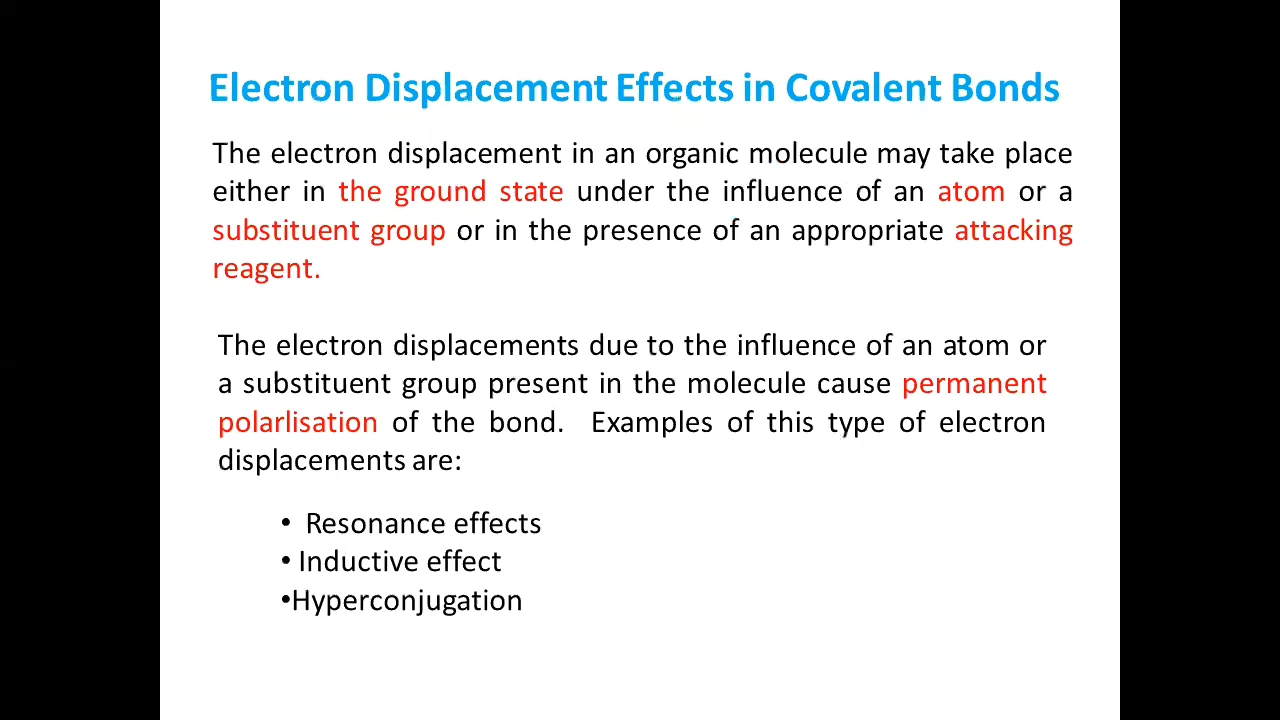 Electron Displacement Effects in Covalent Bonds
The electron displacement in an organic molecule may take place
either in the ground state under the influence of an atom or a
substituent group or in the presence of an appropriate attacking
reagent.
The electron displacements due to the influence of an atom or
a substituent group present in the molecule cause permanent
polarlisation of the bond. Examples of this type of electron
displacements are:
• Resonance effects
• Inductive effect
•Hyperconjugation